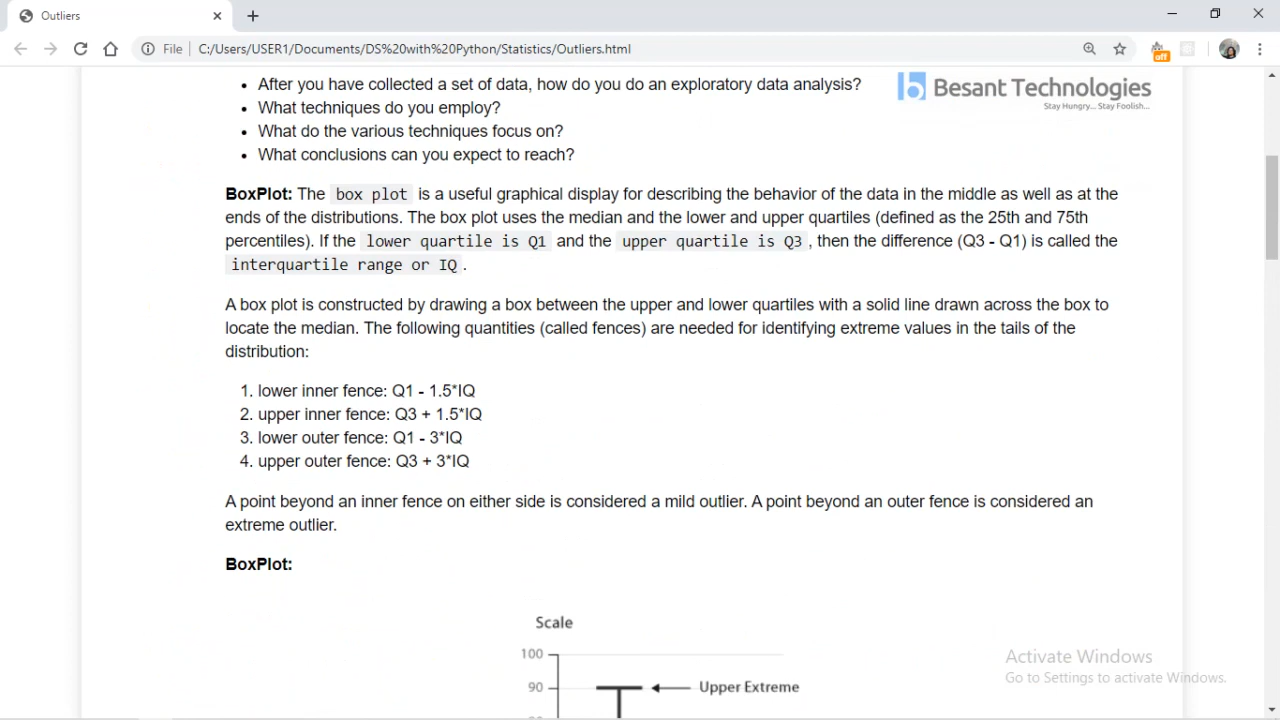 Outliers
File C:/Users/USER1/Documents/DS%20with%20Python/Statistics/Outliers.html
off
• After you have collected a set of data, how do you do an exploratory data analysis?
• What techniques do you employ?
• What do the various techniques focus on?
• What conclusions can you expect to reach?
Besant Technologies
Stay Hungry... Stay Foolish...
BoxPlot: The box plot is a useful graphical display for describing the behavior of the data in the middle as well as at the
ends of the distributions. The box plot uses the median and the lower and upper quartiles (defined as the 25th and 75th
percentiles). If the lower quartile is Q1 and the upper quartile is Q3 , then the difference (Q3 - Q1) is called the
interquartile range or IQ .
A box plot is constructed by drawing a box between the upper and lower quartiles with a solid line drawn across the box to
locate the median. The following quantities (called fences) are needed for identifying extreme values in the tails of the
distribution:
1. lower inner fence: Q1 - 1.5*IQ
2. upper inner fence: Q3 + 1.5*IQ
3. lower outer fence: Q1 - 3*IQ
4. upper outer fence: Q3 + 3*IQ
A point beyond an inner fence on either side is considered a mild outlier. A point beyond an outer fence is considered an
extreme outlier.
BoxPlot:
Scale
100
90
Upper Extreme
Activate Windows
Go to Settings to activate Windows.